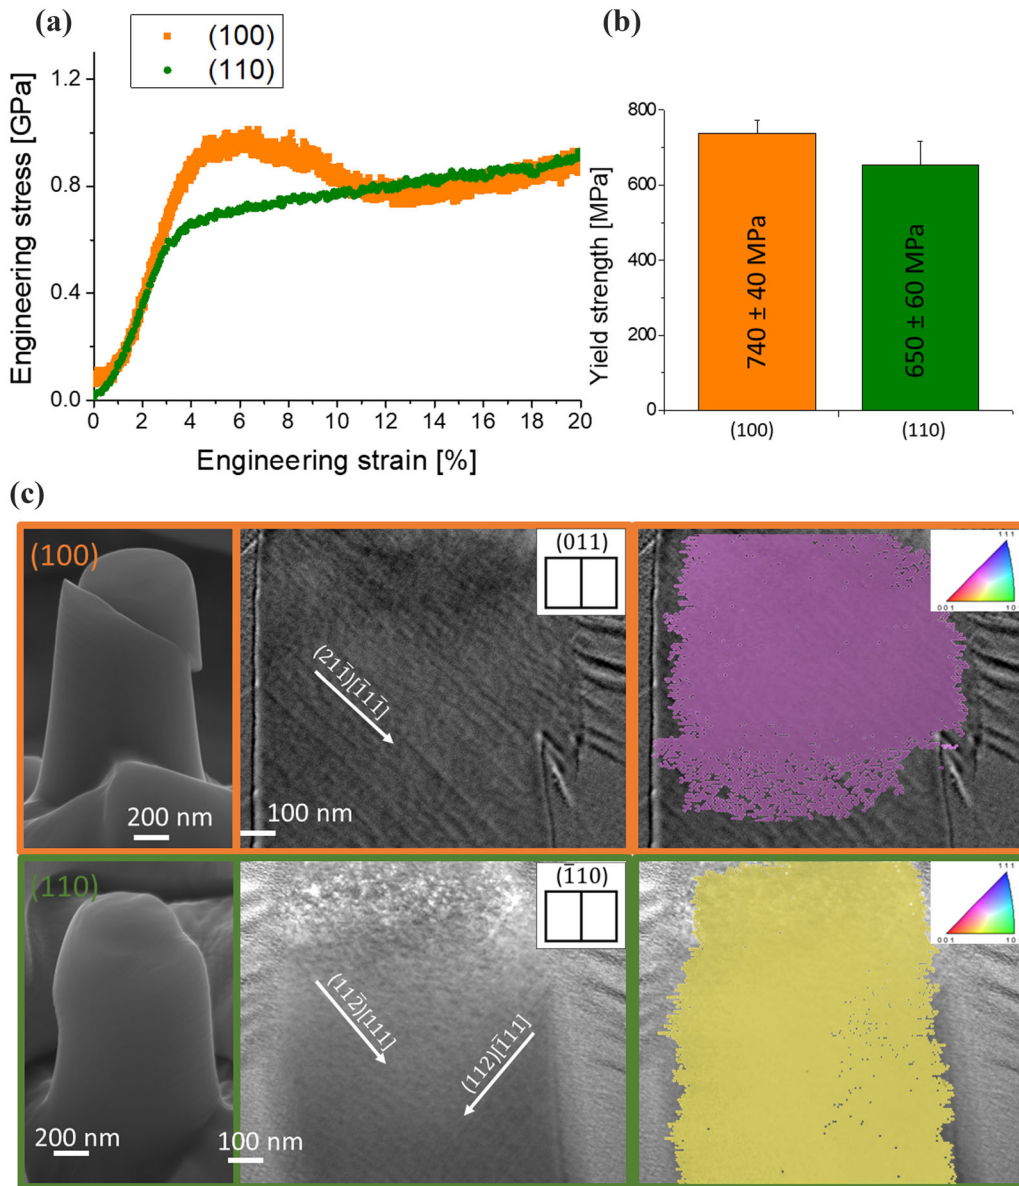 (a)
(100)
(110)
Engineering stress [GPa]
1.2
0.8
0.4
0.0
0 2 4 6 8 10 12 14 16 18 20
Engineering strain [%]
(b)
Yield strength [MPa]
800
600
400
200
0
740 ± 40 MPa
650 ± 60 MPa
(100) (110)
(c)
(100)
200 nm
(011)
(21̄1̄)[1̄11̄]
100 nm
111
001 101
(110)
200 nm
(1̄10)
(112̄)[111]
(112)[1̄11]
100 nm
111
001 101